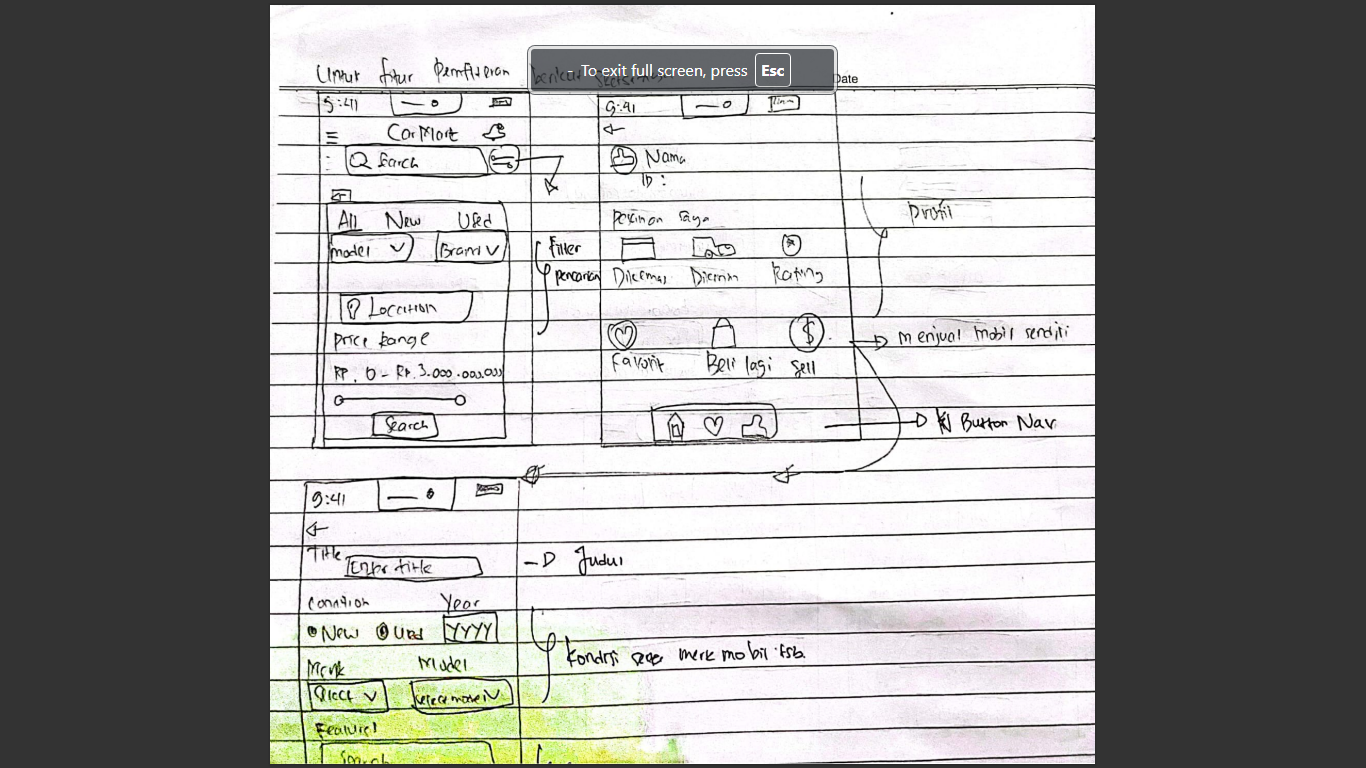 Untuk fitur Pemfilteran
To exit full screen, press Esc
Date
9:41
CarMart
Search
All New Used
model Brand
Location
Price Range
RP. 0 - RP. 3.000.000.000
Search
Filter
pencarian
9:41
Nama
ID :
Pesanan saya
Dikemas Dikirim Rating
Favorit Beli lagi Sell
Profil
menjual mobil sendiri
Button Nav
9:41
Title Enter title
Judul
Condition Year
New Used YYYY
Merk Model
Select select model
kondisi merk mobil tsb.
Feature